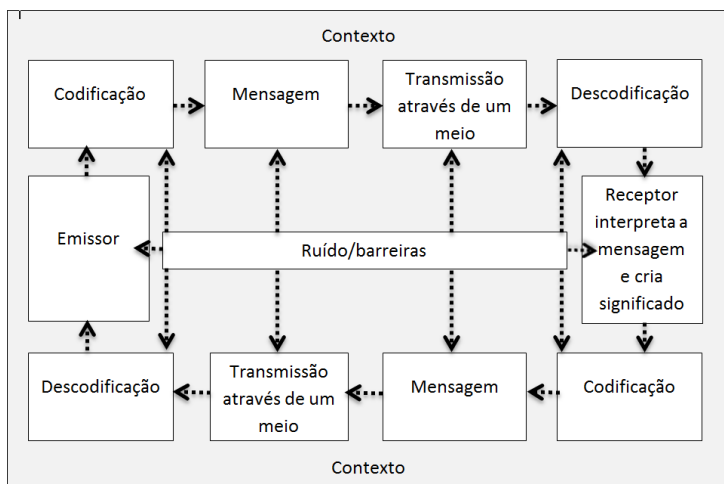 Contexto
Codificação
Mensagem
Transmissão
através de um
meio
Descodificação
Emissor
Ruído/barreiras
Receptor
interpreta a
mensagem
e cria
significado
Descodificação
Transmissão
através de um
meio
Mensagem
Codificação
Contexto